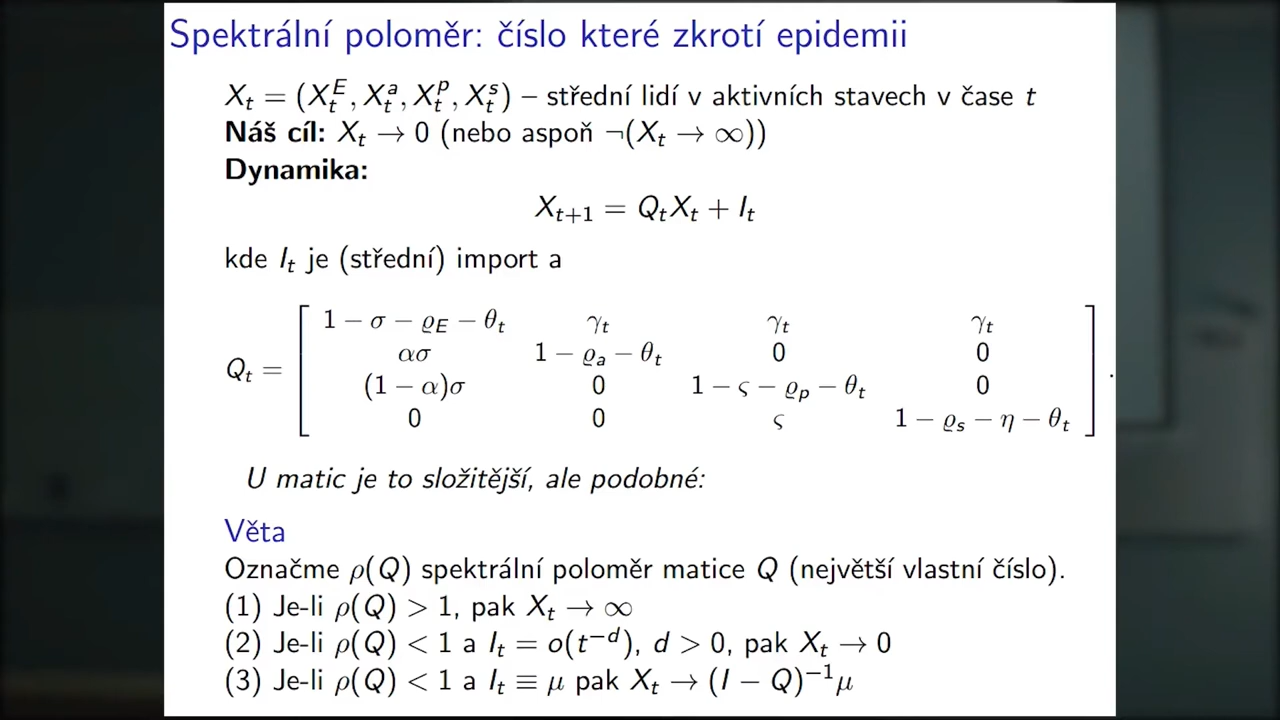 Spektrální poloměr: číslo které zkrotí epidemii
X_t = (X_t^E, X_t^a, X_t^p, X_t^s) – střední lidí v aktivních stavech v čase t
Náš cíl: X_t → 0 (nebo aspoň ¬(X_t → ∞))
Dynamika:
X_{t+1} = Q_t X_t + I_t
kde I_t je (střední) import a
Q_t = [
1 − σ − ϱ_E − θ_t γ_t γ_t γ_t
ασ 1 − ϱ_a − θ_t 0 0
(1 − α)σ 0 1 − ς − ϱ_p − θ_t 0
0 0 ς 1 − ϱ_s − η − θ_t
].
U matic je to složitější, ale podobné:
Věta
Označme ρ(Q) spektrální poloměr matice Q (největší vlastní číslo).
(1) Je-li ρ(Q) > 1, pak X_t → ∞
(2) Je-li ρ(Q) < 1 a I_t = o(t^{−d}), d > 0, pak X_t → 0
(3) Je-li ρ(Q) < 1 a I_t ≡ μ pak X_t → (I − Q)^{−1}μ